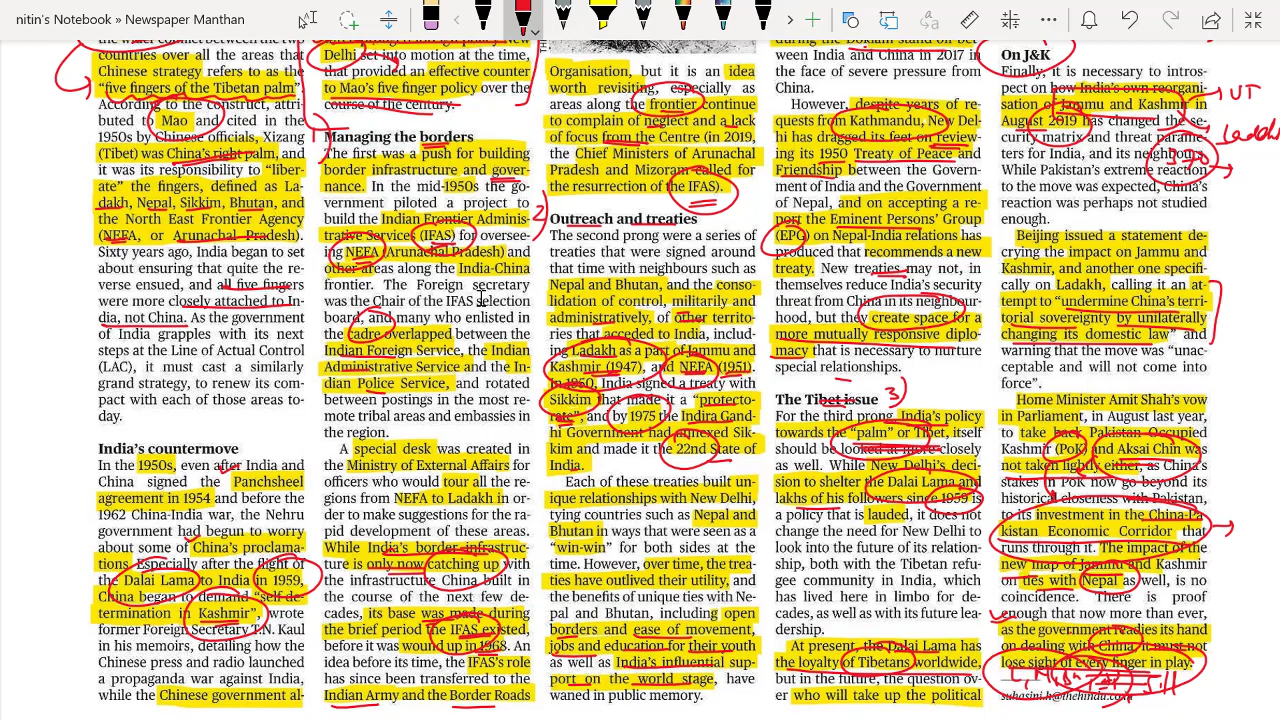 nitin's Notebook » Newspaper Manthan
countries over all the areas that
Chinese strategy refers to as the
"five fingers of the Tibetan palm".
According to the construct, attri-
buted to Mao and cited in the
1950s by Chinese officials, Xizang
(Tibet) was China's right palm, and
it was its responsibility to "liber-
ate" the fingers, defined as La-
dakh, Nepal, Sikkim, Bhutan, and
the North East Frontier Agency
(NEFA, or Arunachal Pradesh).
Sixty years ago, India began to set
about ensuring that quite the re-
verse ensued, and all five fingers
were more closely attached to In-
dia, not China. As the government
of India grapples with its next
steps at the Line of Actual Control
(LAC), it must cast a similarly
grand strategy, to renew its com-
pact with each of those areas to-
day.
India's countermove
In the 1950s, even after India and
China signed the Panchsheel
agreement in 1954 and before the
1962 China-India war, the Nehru
government had begun to worry
about some of China's proclama-
tions. Especially after the flight of
the Dalai Lama to India in 1959,
China began to demand "self-de-
termination in Kashmir", wrote
former Foreign Secretary T.N. Kaul
in his memoirs, detailing how the
Chinese press and radio launched
a propaganda war against India,
while the Chinese government al-
Delhi set into motion at the time,
that provided an effective counter
to Mao's five finger policy over the
course of the century.
Managing the borders
The first was a push for building
border infrastructure and gover-
nance. In the mid-1950s the go-
vernment piloted a project to
build the Indian Frontier Adminis-
trative Services (IFAS) for oversee-
ing NEFA (Arunachal Pradesh) and
other areas along the India-China
frontier. The Foreign secretary
was the Chair of the IFAS selection
board, and many who enlisted in
the cadre overlapped between the
Indian Foreign Service, the Indian
Administrative Service and the In-
dian Police Service, and rotated
between postings in the most re-
mote tribal areas and embassies in
the region.
A special desk was created in
the Ministry of External Affairs for
officers who would tour all the
regions from NEFA to Ladakh in or-
der to make suggestions for the ra-
pid development of these areas.
While India's border infrastruc-
ture is only now catching up with
the infrastructure China built in
the course of the next few de-
cades, its base was made during
the brief period the IFAS existed,
before it was wound up in 1968. An
idea before its time, the IFAS's role
has since been transferred to the
Indian Army and the Border Roads
2)
Organisation, but it is an idea
worth revisiting, especially as
areas along the frontier continue
to complain of neglect and a lack
of focus from the Centre (in 2019,
the Chief Ministers of Arunachal
Pradesh and Mizoram called for
the resurrection of the IFAS).
Outreach and treaties
The second prong were a series of
treaties that were signed around
that time with neighbours such as
Nepal and Bhutan, and the conso-
lidation of control, militarily and
administratively, of other territo-
ries that acceded to India, includ-
ing Ladakh as a part of Jammu and
Kashmir (1947), and NEFA (1951).
In 1950, India signed a treaty with
Sikkim that made it a "protecto-
rate", and by 1975 the Indira Gand-
hi Government had annexed Sik-
kim and made it the 22nd State of
India.
Each of these treaties built un-
ique relationships with New Delhi,
tying countries such as Nepal and
Bhutan in ways that were seen as a
"win-win" for both sides at the
time. However, over time, the trea-
ties have outlived their utility, and
the benefits of unique ties with Ne-
pal and Bhutan, including open
borders and ease of movement,
jobs and education for their youth
as well as India's influential sup-
port on the world stage, have
waned in public memory.
during the Doklam stand-off bet-
ween India and China in 2017 in
the face of severe pressure from
China.
However, despite years of re-
quests from Kathmandu, New Del-
hi has dragged its feet on review-
ing its 1950 Treaty of Peace and
Friendship between the Govern-
ment of India and the Government
of Nepal, and on accepting a re-
port the Eminent Persons' Group
(EPG) on Nepal-India relations has
produced that recommends a new
treaty. New treaties may not, in
themselves reduce India's security
threat from China in its neighbour-
hood, but they create space for a
more mutually responsive diplo-
macy that is necessary to nurture
special relationships.
3)
The Tibet issue
For the third prong, India's policy
towards the "palm" or Tibet, itself
should be looked at more closely
as well. While New Delhi's deci-
sion to shelter the Dalai Lama and
lakhs of his followers since 1959 is
a policy that is lauded, it does not
change the need for New Delhi to
look into the future of its relation-
ship, both with the Tibetan refu-
gee community in India, which
has lived here in limbo for de-
cades, as well as with its future lea-
dership.
At present, the Dalai Lama has
the loyalty of Tibetans worldwide,
but in the future, the question ov-
er who will take up the political
On J&K
Finally, it is necessary to intros-
pect on how India's own reorgani-
sation of Jammu and Kashmir in
August 2019 has changed the se-
curity matrix and threat parame-
ters for India, and its neighbours.
While Pakistan's extreme reaction
to the move was expected, China's
reaction was perhaps not studied
enough.
Beijing issued a statement de-
crying the impact on Jammu and
Kashmir, and another one specifi-
cally on Ladakh, calling it an at-
tempt to "undermine China's terri-
torial sovereignty by unilaterally
changing its domestic law" and
warning that the move was "unac-
ceptable and will not come into
force".
Home Minister Amit Shah's vow
in Parliament, in August last year,
to take back Pakistan Occupied
Kashmir (PoK) and Aksai Chin was
not taken lightly either, as China's
stakes in PoK now go beyond its
historical closeness with Pakistan,
to its investment in the China-Pa-
kistan Economic Corridor that
runs through it. The impact of the
new map of Jammu and Kashmir
on ties with Nepal as well, is no
coincidence. There is proof
enough that now more than ever,
as the government readies its hand
on dealing with China it must not
lose sight of every finger in play.
suhasini.h@thehindu.com
UT
Ladakh
370